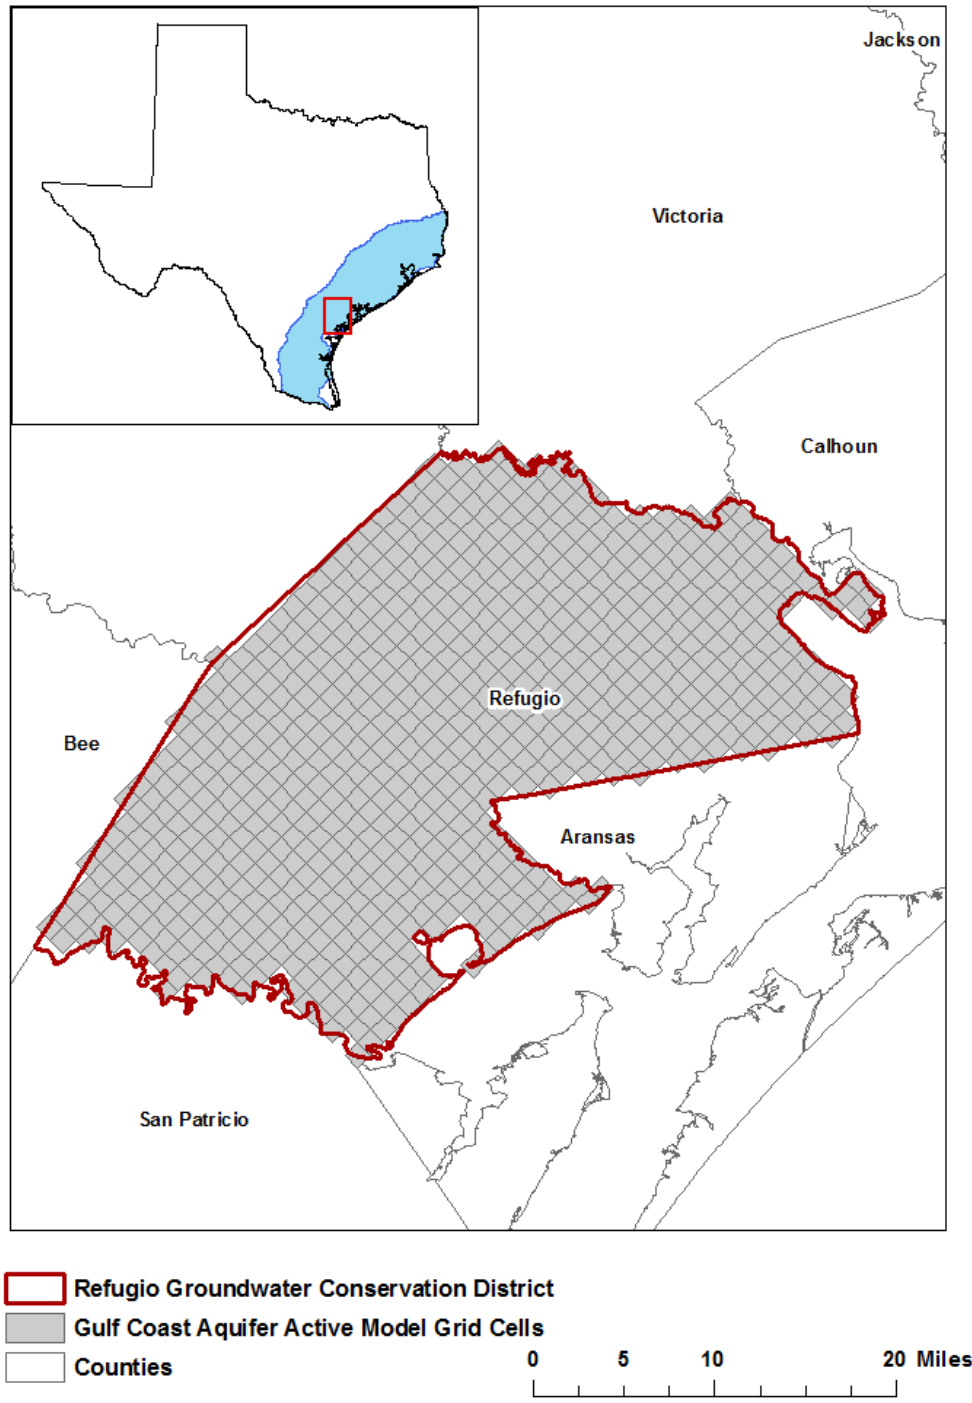 Jackson
Victoria
Calhoun
Refugio
Bee
Aransas
San Patricio
Refugio Groundwater Conservation District
Gulf Coast Aquifer Active Model Grid Cells
Counties
0 5 10 20 Miles